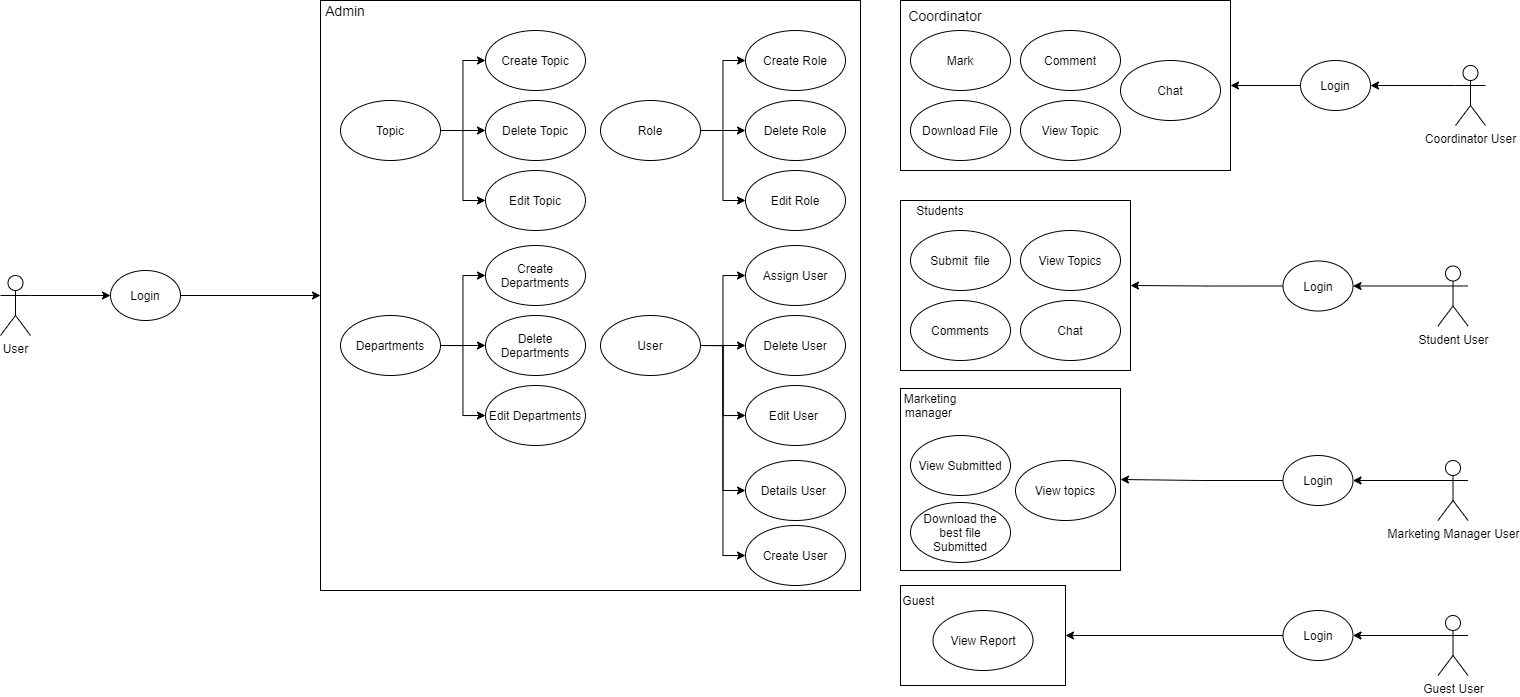 Admin
Topic
Create Topic
Delete Topic
Edit Topic
Role
Create Role
Delete Role
Edit Role
Departments
Create
Departments
Delete
Departments
Edit Departments
User
Assign User
Delete User
Edit User
Details User
Create User
Login
User
Coordinator
Mark
Comment
Chat
Download File
View Topic
Login
Coordinator User
Students
Submit  file
View Topics
Comments
Chat
Login
Student User
Marketing
manager
View Submitted
View topics
Download the
best file
Submitted
Login
Marketing Manager User
Guest
View Report
Login
Guest User